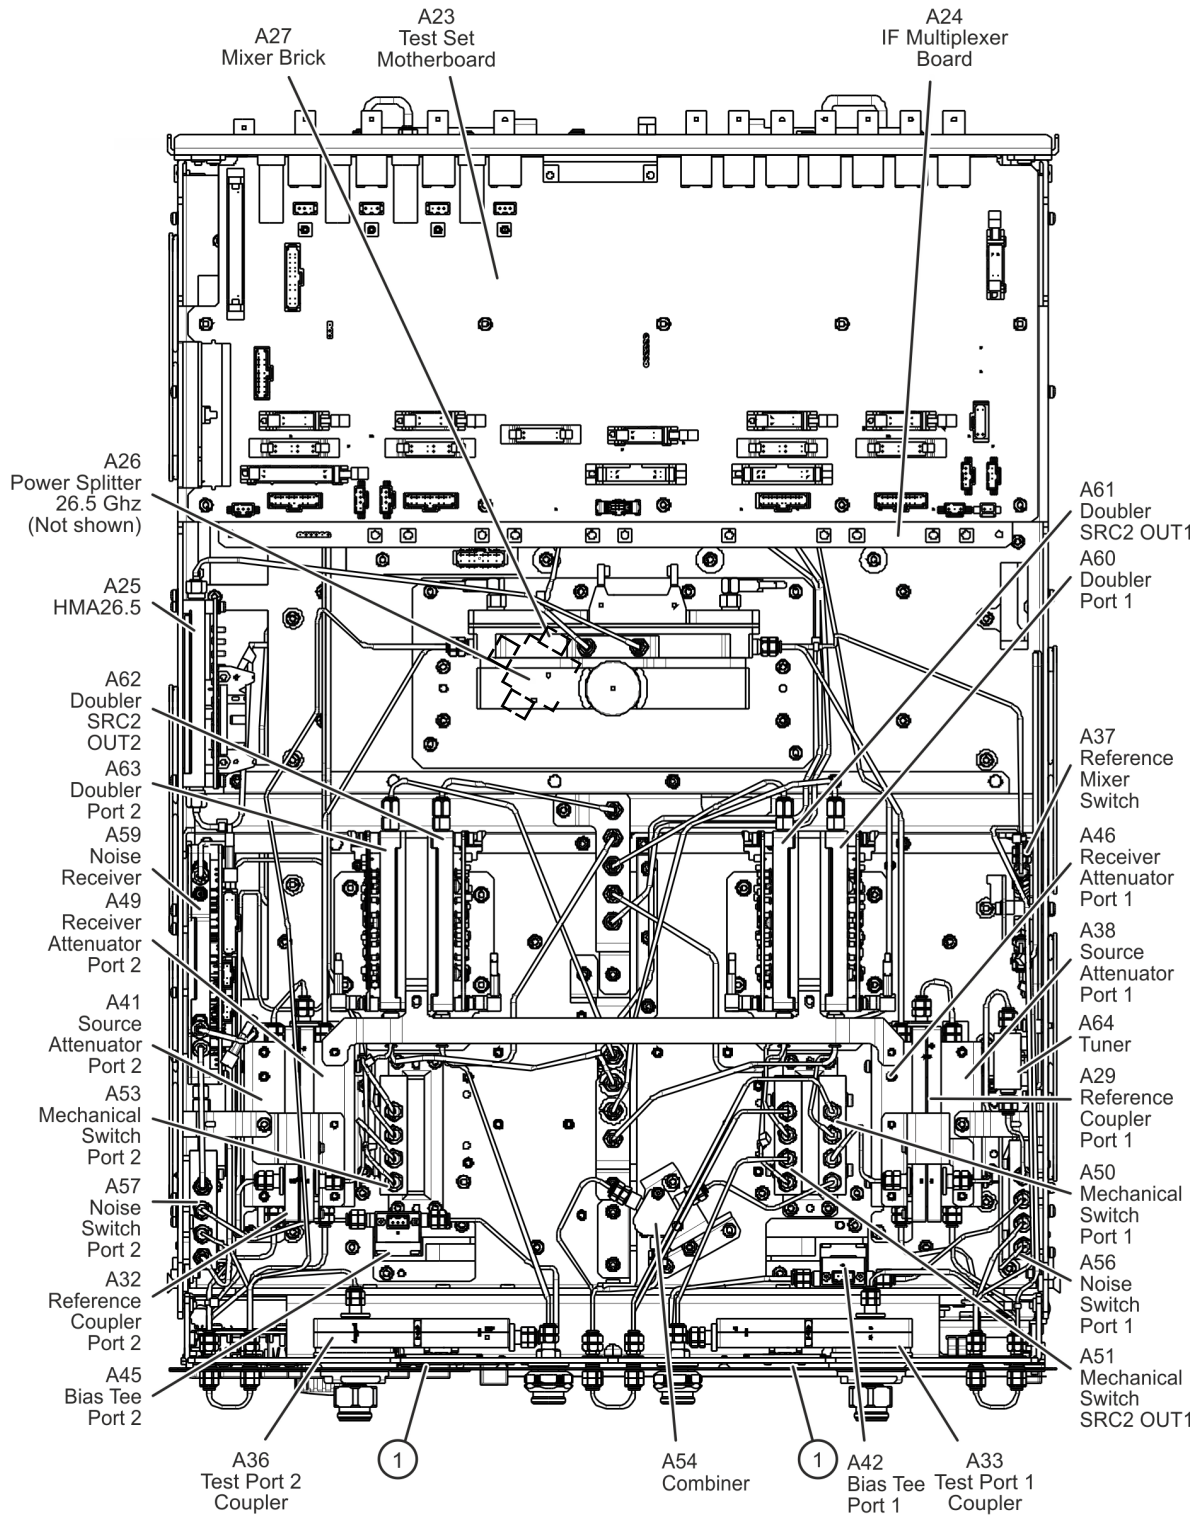 A27
Mixer Brick
A23
Test Set
Motherboard
A24
IF Multiplexer
Board
A26
Power Splitter
26.5 Ghz
(Not shown)
A25
HMA26.5
A62
Doubler
SRC2
OUT2
A63
Doubler
Port 2
A59
Noise
Receiver
A49
Receiver
Attenuator
Port 2
A41
Source
Attenuator
Port 2
A53
Mechanical
Switch
Port 2
A57
Noise
Switch
Port 2
A32
Reference
Coupler
Port 2
A45
Bias Tee
Port 2
A61
Doubler
SRC2 OUT1
A60
Doubler
Port 1
A37
Reference
Mixer
Switch
A46
Receiver
Attenuator
Port 1
A38
Source
Attenuator
Port 1
A64
Tuner
A29
Reference
Coupler
Port 1
A50
Mechanical
Switch
Port 1
A56
Noise
Switch
Port 1
A51
Mechanical
Switch
SRC2 OUT1
A36
Test Port 2
Coupler
1
A54
Combiner
1
A42
Bias Tee
Port 1
A33
Test Port 1
Coupler